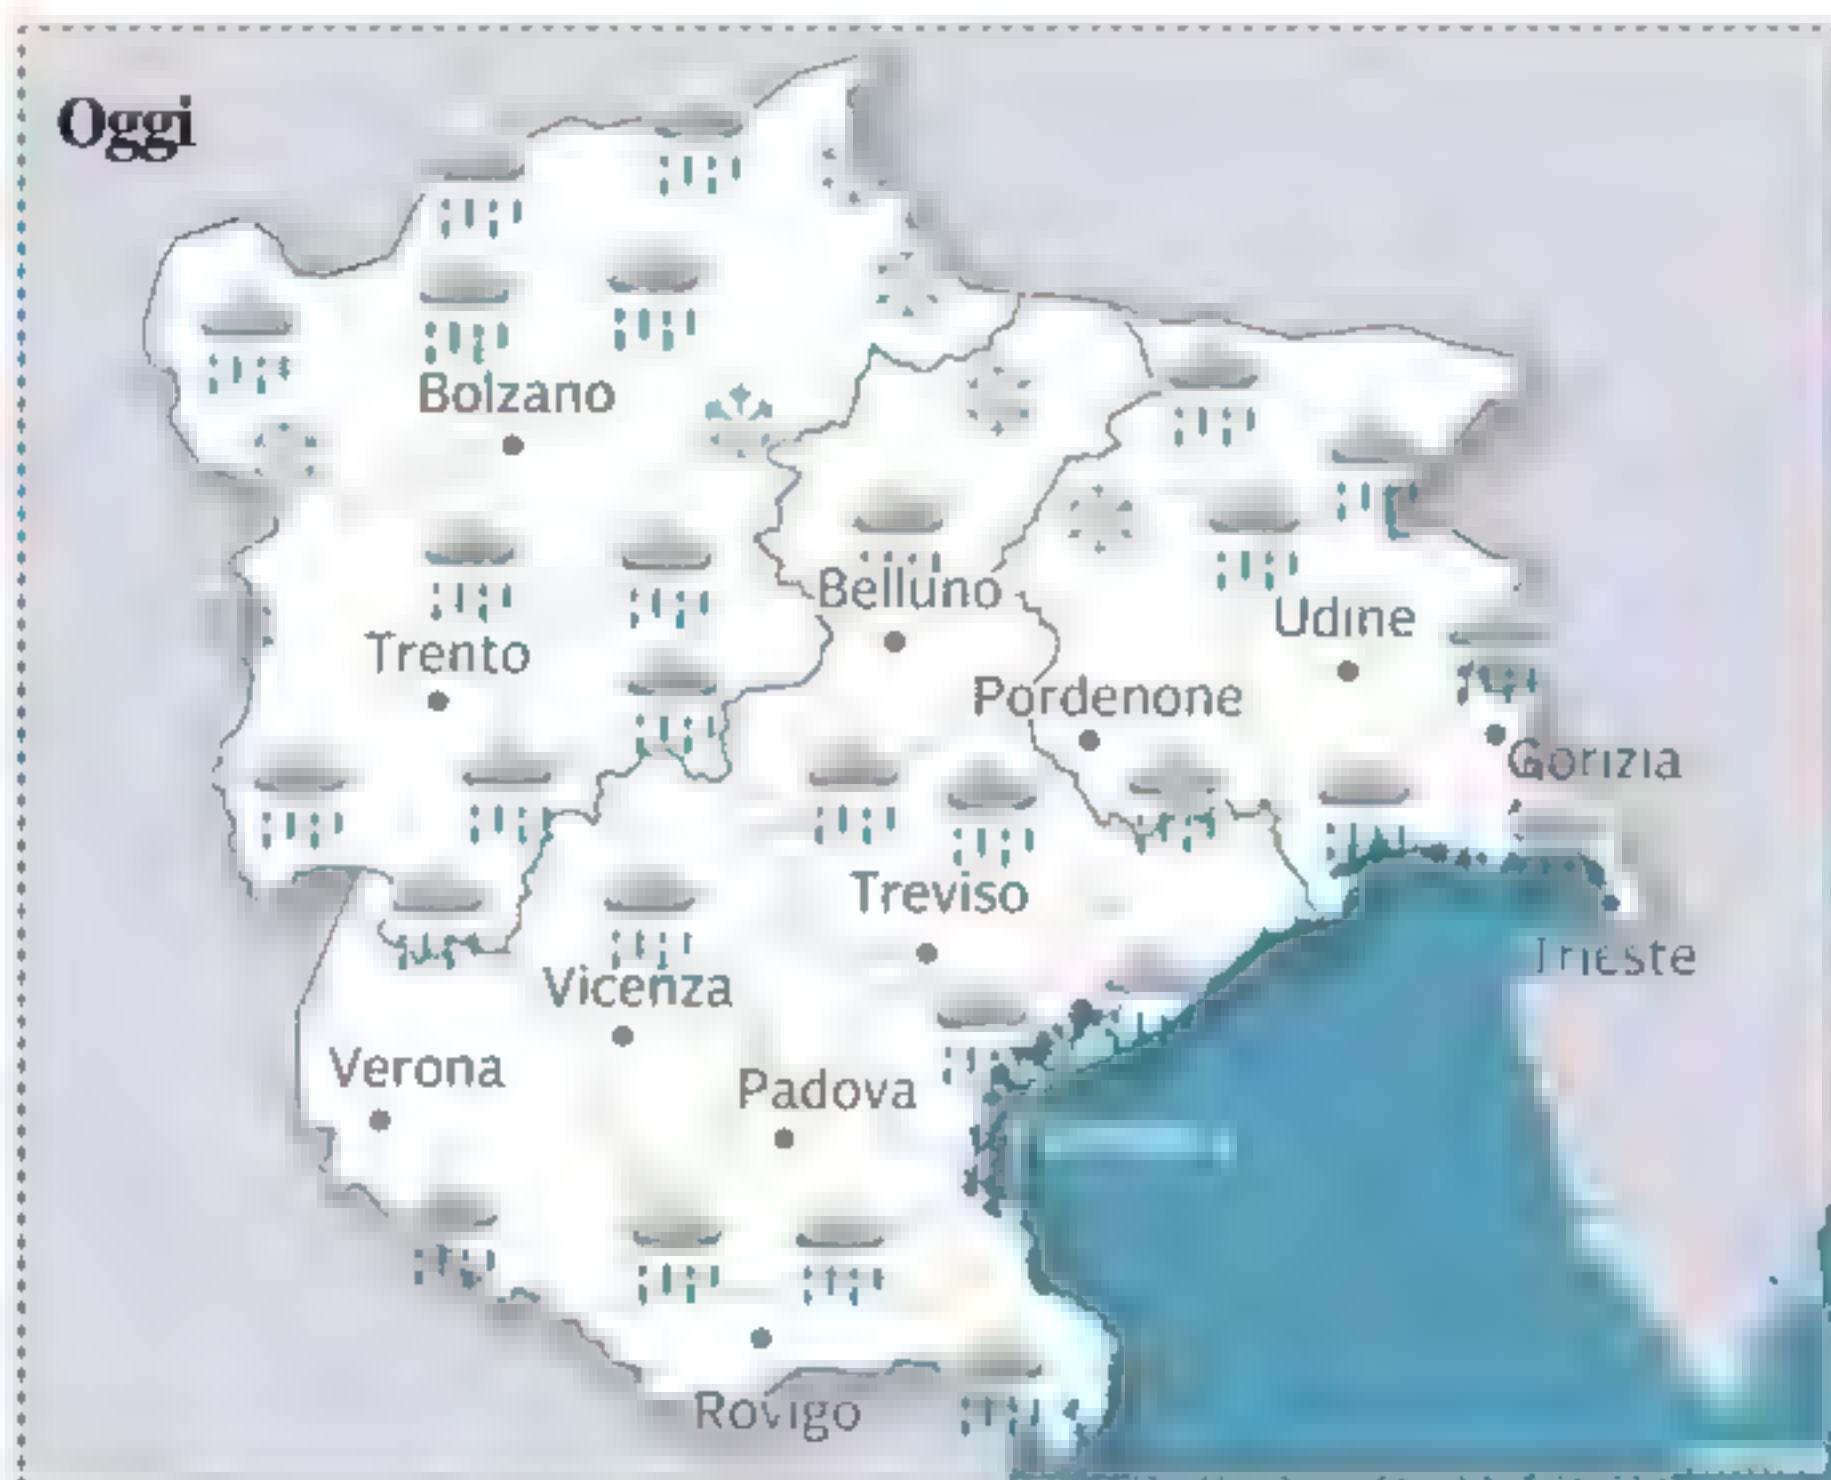 Oggi
Bolzano
Belluno
Udine
Trento
Pordenone
Gorizia
Treviso
Trieste
Vicenza
Verona
Padova
Rovigo